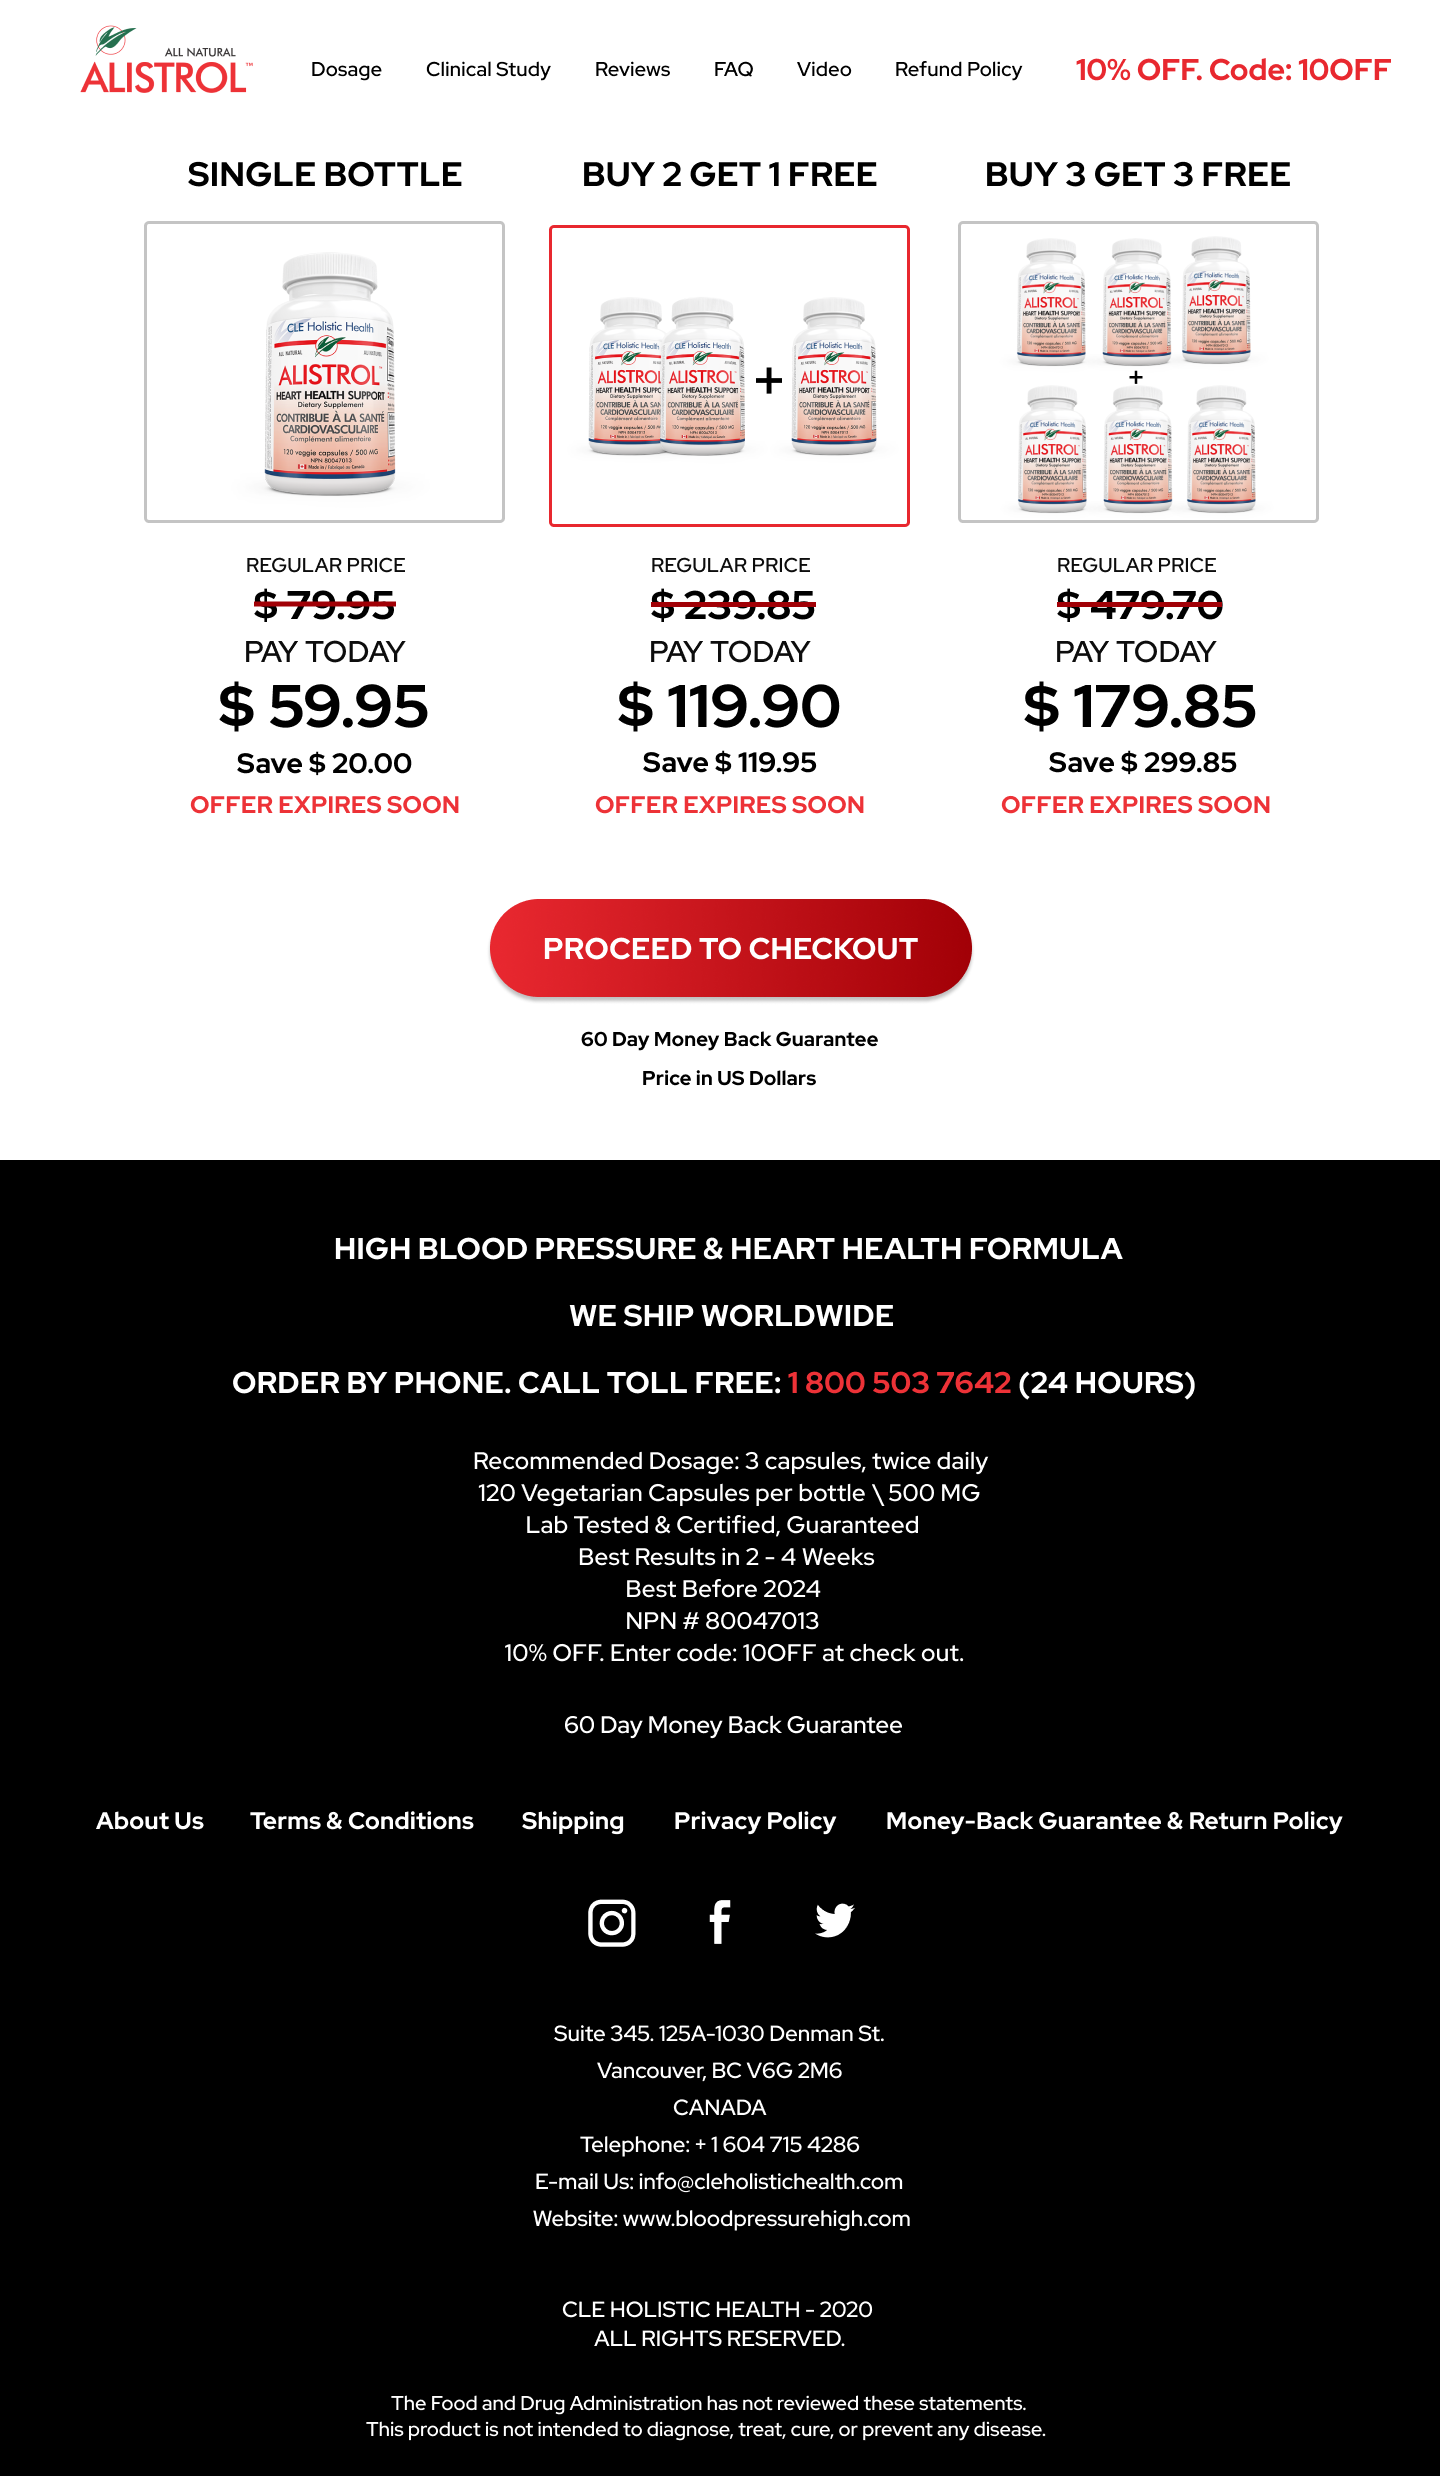 ALL NATURAL
ALISTROL™
Dosage
Clinical Study
Reviews
FAQ
Video
Refund Policy
10% OFF. Code: 10OFF
SINGLE BOTTLE
BUY 2 GET 1 FREE
BUY 3 GET 3 FREE
CLE Holistic Health
ALL NATURAL
ALISTROL
HEART HEALTH SUPPORT
Dietary Supplement
CONTRIBUE À LA SANTÉ
CARDIOVASCULAIRE
Complément alimentaire
120 veggie capsules / 500 MG
NPN 80047013
Made in / Fabriqué au Canada
+
+
REGULAR PRICE
$ 79.95
PAY TODAY
$ 59.95
Save $ 20.00
OFFER EXPIRES SOON
REGULAR PRICE
$ 239.85
PAY TODAY
$ 119.90
Save $ 119.95
OFFER EXPIRES SOON
REGULAR PRICE
$ 479.70
PAY TODAY
$ 179.85
Save $ 299.85
OFFER EXPIRES SOON
PROCEED TO CHECKOUT
60 Day Money Back Guarantee
Price in US Dollars
HIGH BLOOD PRESSURE & HEART HEALTH FORMULA
WE SHIP WORLDWIDE
ORDER BY PHONE. CALL TOLL FREE: 1 800 503 7642 (24 HOURS)
Recommended Dosage: 3 capsules, twice daily
120 Vegetarian Capsules per bottle \ 500 MG
Lab Tested & Certified, Guaranteed
Best Results in 2 - 4 Weeks
Best Before 2024
NPN # 80047013
10% OFF. Enter code: 10OFF at check out.
60 Day Money Back Guarantee
About Us
Terms & Conditions
Shipping
Privacy Policy
Money-Back Guarantee & Return Policy
Suite 345. 125A-1030 Denman St.
Vancouver, BC V6G 2M6
CANADA
Telephone: + 1 604 715 4286
E-mail Us: info@cleholistichealth.com
Website: www.bloodpressurehigh.com
CLE HOLISTIC HEALTH - 2020
ALL RIGHTS RESERVED.
The Food and Drug Administration has not reviewed these statements.
This product is not intended to diagnose, treat, cure, or prevent any disease.